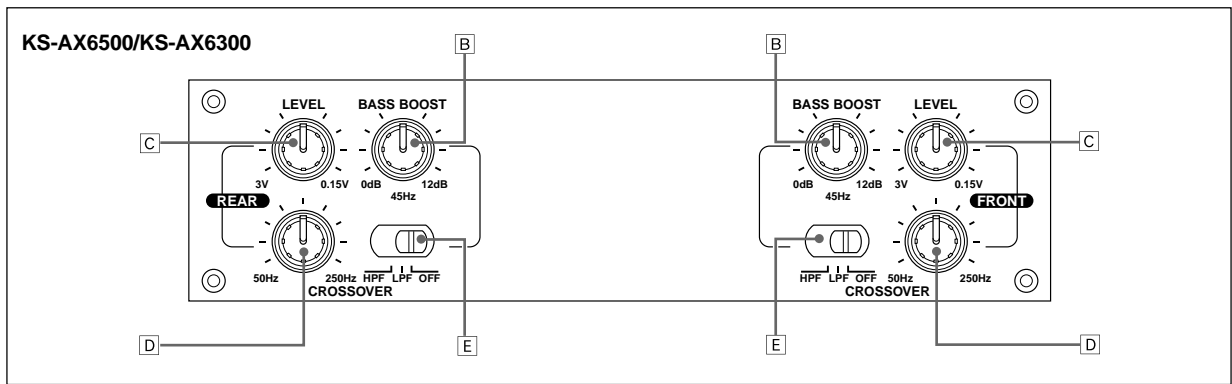 KS-AX6500/KS-AX6300
B B
LEVEL BASS BOOST BASS BOOST LEVEL
C C
3V 0.15V 0dB 12dB 0dB 12dB 3V 0.15V
45Hz 45Hz
REAR FRONT
E E
50Hz 250Hz HPF LPF OFF HPF LPF OFF 50Hz 250Hz
CROSSOVER CROSSOVER
D E E D